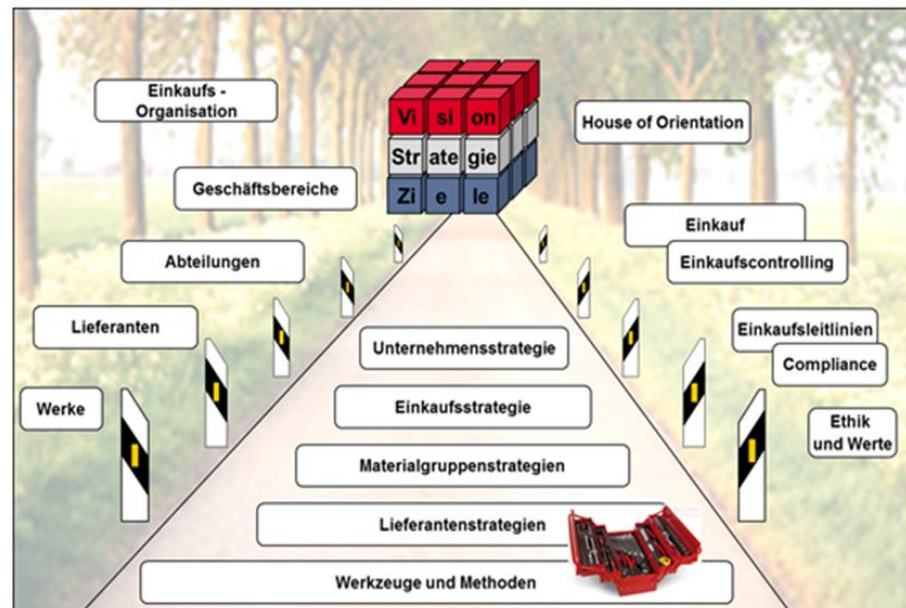 Einkaufs -
Organisation
Vi si on
House of Orientation
Str ate gie
Geschäftsbereiche
Zi e le
Einkauf
Abteilungen
Einkaufscontrolling
Lieferanten
Einkaufsleitlinien
Unternehmensstrategie
Compliance
Werke
Einkaufsstrategie
Ethik
und Werte
Materialgruppenstrategien
Lieferantenstrategien
Werkzeuge und Methoden